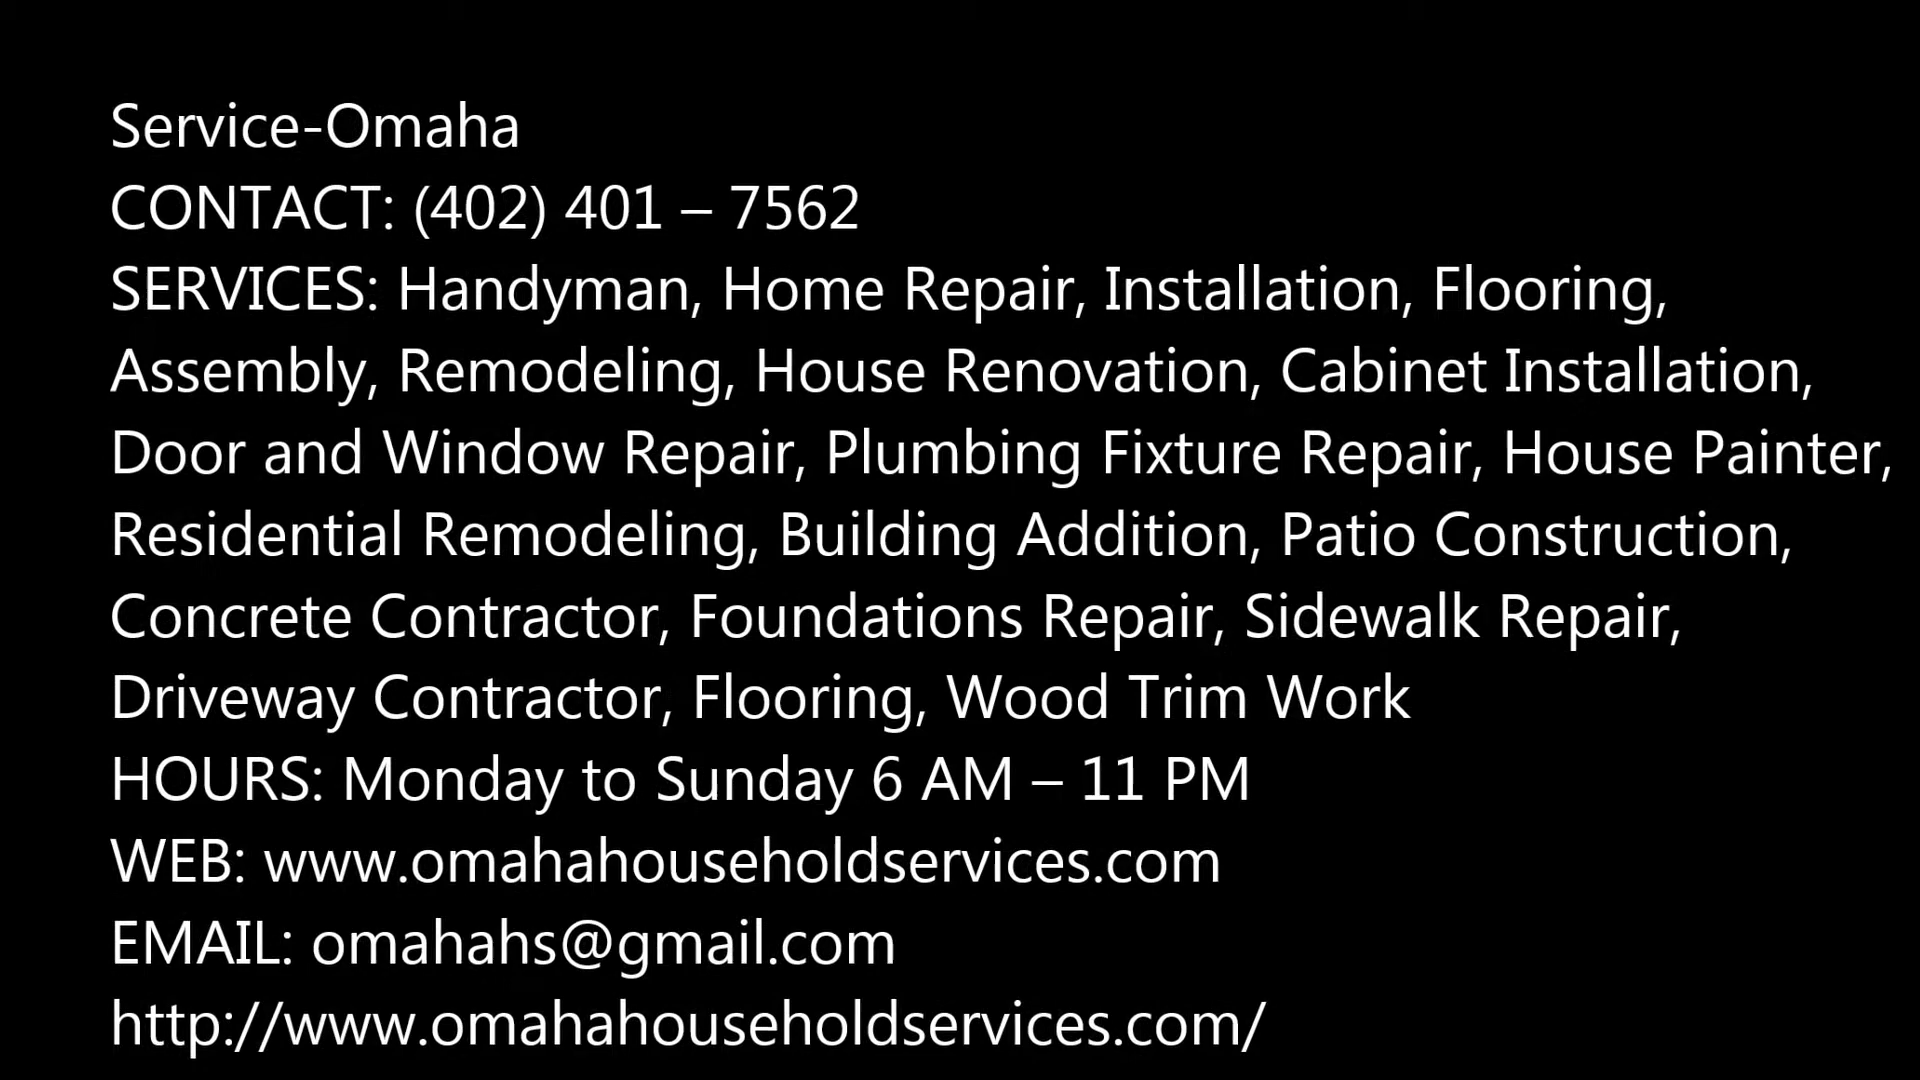 Service-Omaha
CONTACT: (402) 401 – 7562
SERVICES: Handyman, Home Repair, Installation, Flooring,
Assembly, Remodeling, House Renovation, Cabinet Installation,
Door and Window Repair, Plumbing Fixture Repair, House Painter,
Residential Remodeling, Building Addition, Patio Construction,
Concrete Contractor, Foundations Repair, Sidewalk Repair,
Driveway Contractor, Flooring, Wood Trim Work
HOURS: Monday to Sunday 6 AM – 11 PM
WEB: www.omahahouseholdservices.com
EMAIL: omahahs@gmail.com
http://www.omahahouseholdservices.com/